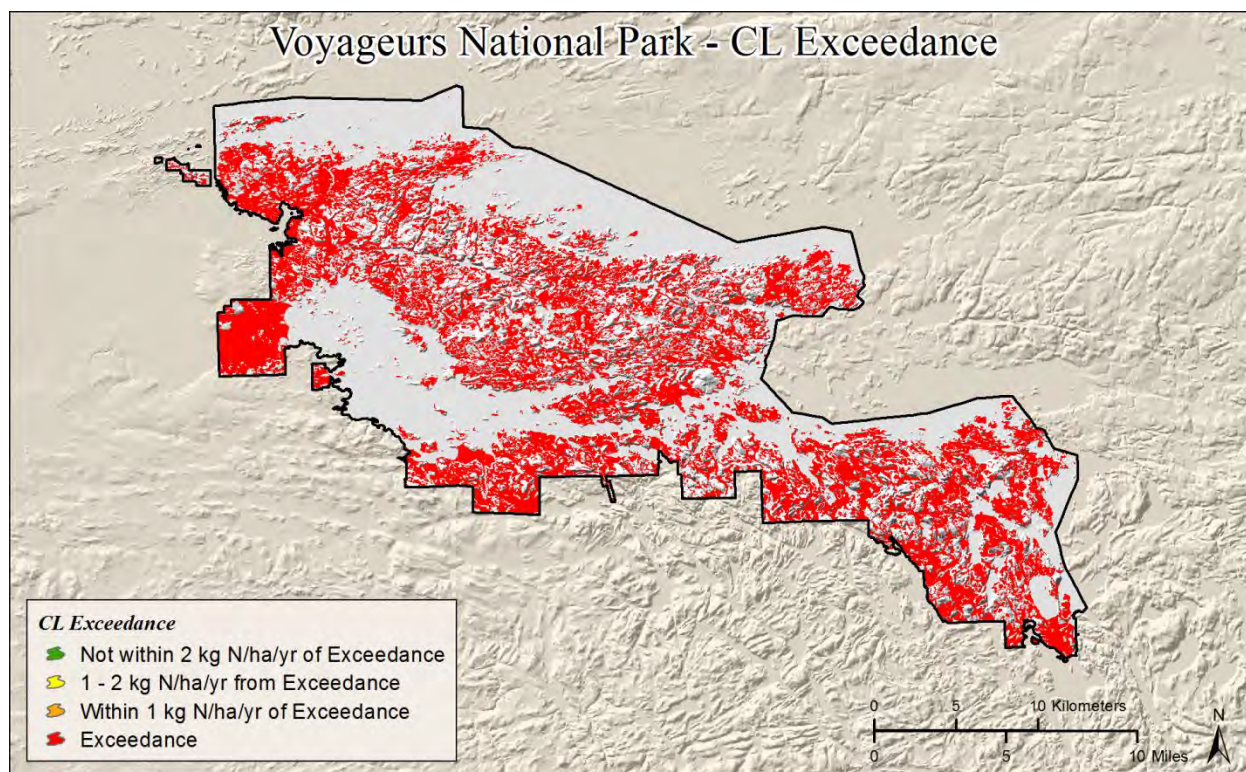 Voyageurs National Park - CL Exceedance
CL Exceedance
Not within 2 kg N/ha/yr of Exceedance
1 - 2 kg N/ha/yr from Exceedance
Within 1 kg N/ha/yr of Exceedance
Exceedance
0 5 10 Kilometers
0 5 10 Miles
N